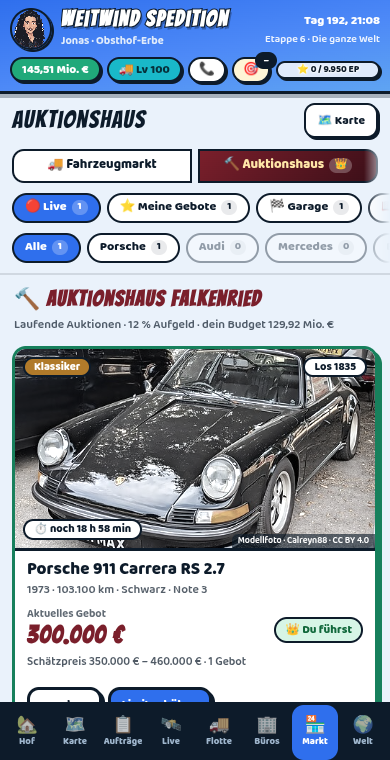 WEITWIND SPEDITION
Jonas · Obsthof-Erbe
Tag 192, 21:08
Etappe 6 · Die ganze Welt
145,51 Mio. €
Lv 100
–
0 / 9.950 EP
AUKTIONSHAUS
Karte
Fahrzeugmarkt
Auktionshaus
Live 1
Meine Gebote 1
Garage 1
Alle 1
Porsche 1
Audi 0
Mercedes 0
AUKTIONSHAUS FALKENRIED
Laufende Auktionen · 12 % Aufgeld · dein Budget 129,92 Mio. €
Klassiker
Los 1835
noch 18 h 58 min
Modellfoto · Calreyn88 · CC BY 4.0
Porsche 911 Carrera RS 2.7
1973 · 103.100 km · Schwarz · Note 3
Aktuelles Gebot
300.000 €
Du führst
Schätzpreis 350.000 € – 460.000 € · 1 Gebot
Hof
Karte
Aufträge
Live
Flotte
Büros
Markt
Welt